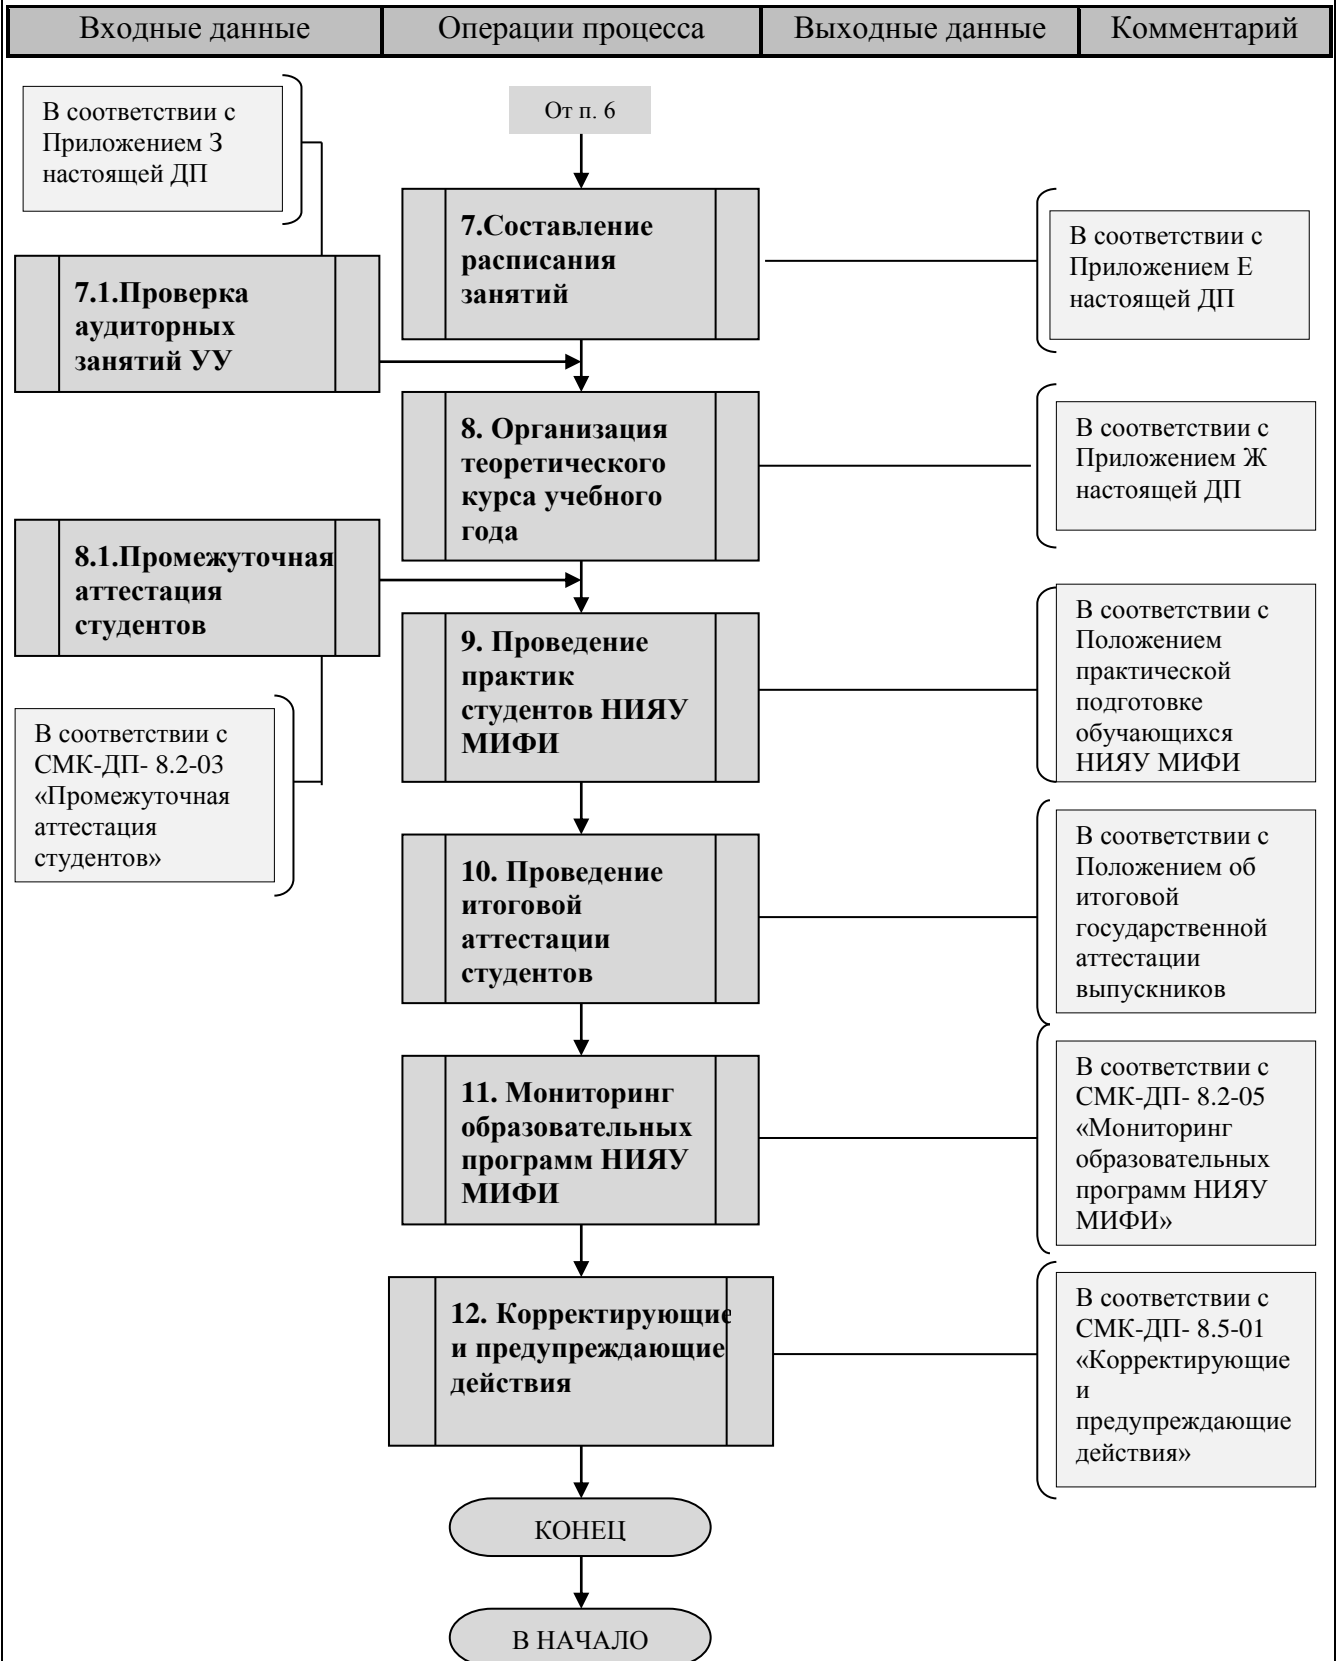 Входные данные
Операции процесса
Выходные данные
Комментарий
От п. 6
В соответствии с
Приложением З
настоящей ДП
7.Составление
расписания
занятий
В соответствии с
Приложением Е
настоящей ДП
7.1.Проверка
аудиторных
занятий УУ
8. Организация
теоретического
курса учебного
года
В соответствии с
Приложением Ж
настоящей ДП
8.1.Промежуточная
аттестация
студентов
9. Проведение
практик
студентов НИЯУ
МИФИ
В соответствии с
Положением
практической
подготовке
обучающихся
НИЯУ МИФИ
В соответствии с
СМК-ДП- 8.2-03
«Промежуточная
аттестация
студентов»
10. Проведение
итоговой
аттестации
студентов
В соответствии с
Положением об
итоговой
государственной
аттестации
выпускников
11. Мониторинг
образовательных
программ НИЯУ
МИФИ
В соответствии с
СМК-ДП- 8.2-05
«Мониторинг
образовательных
программ НИЯУ
МИФИ»
12. Корректирующие
и предупреждающие
действия
В соответствии с
СМК-ДП- 8.5-01
«Корректирующие
и
предупреждающие
действия»
КОНЕЦ
В НАЧАЛО